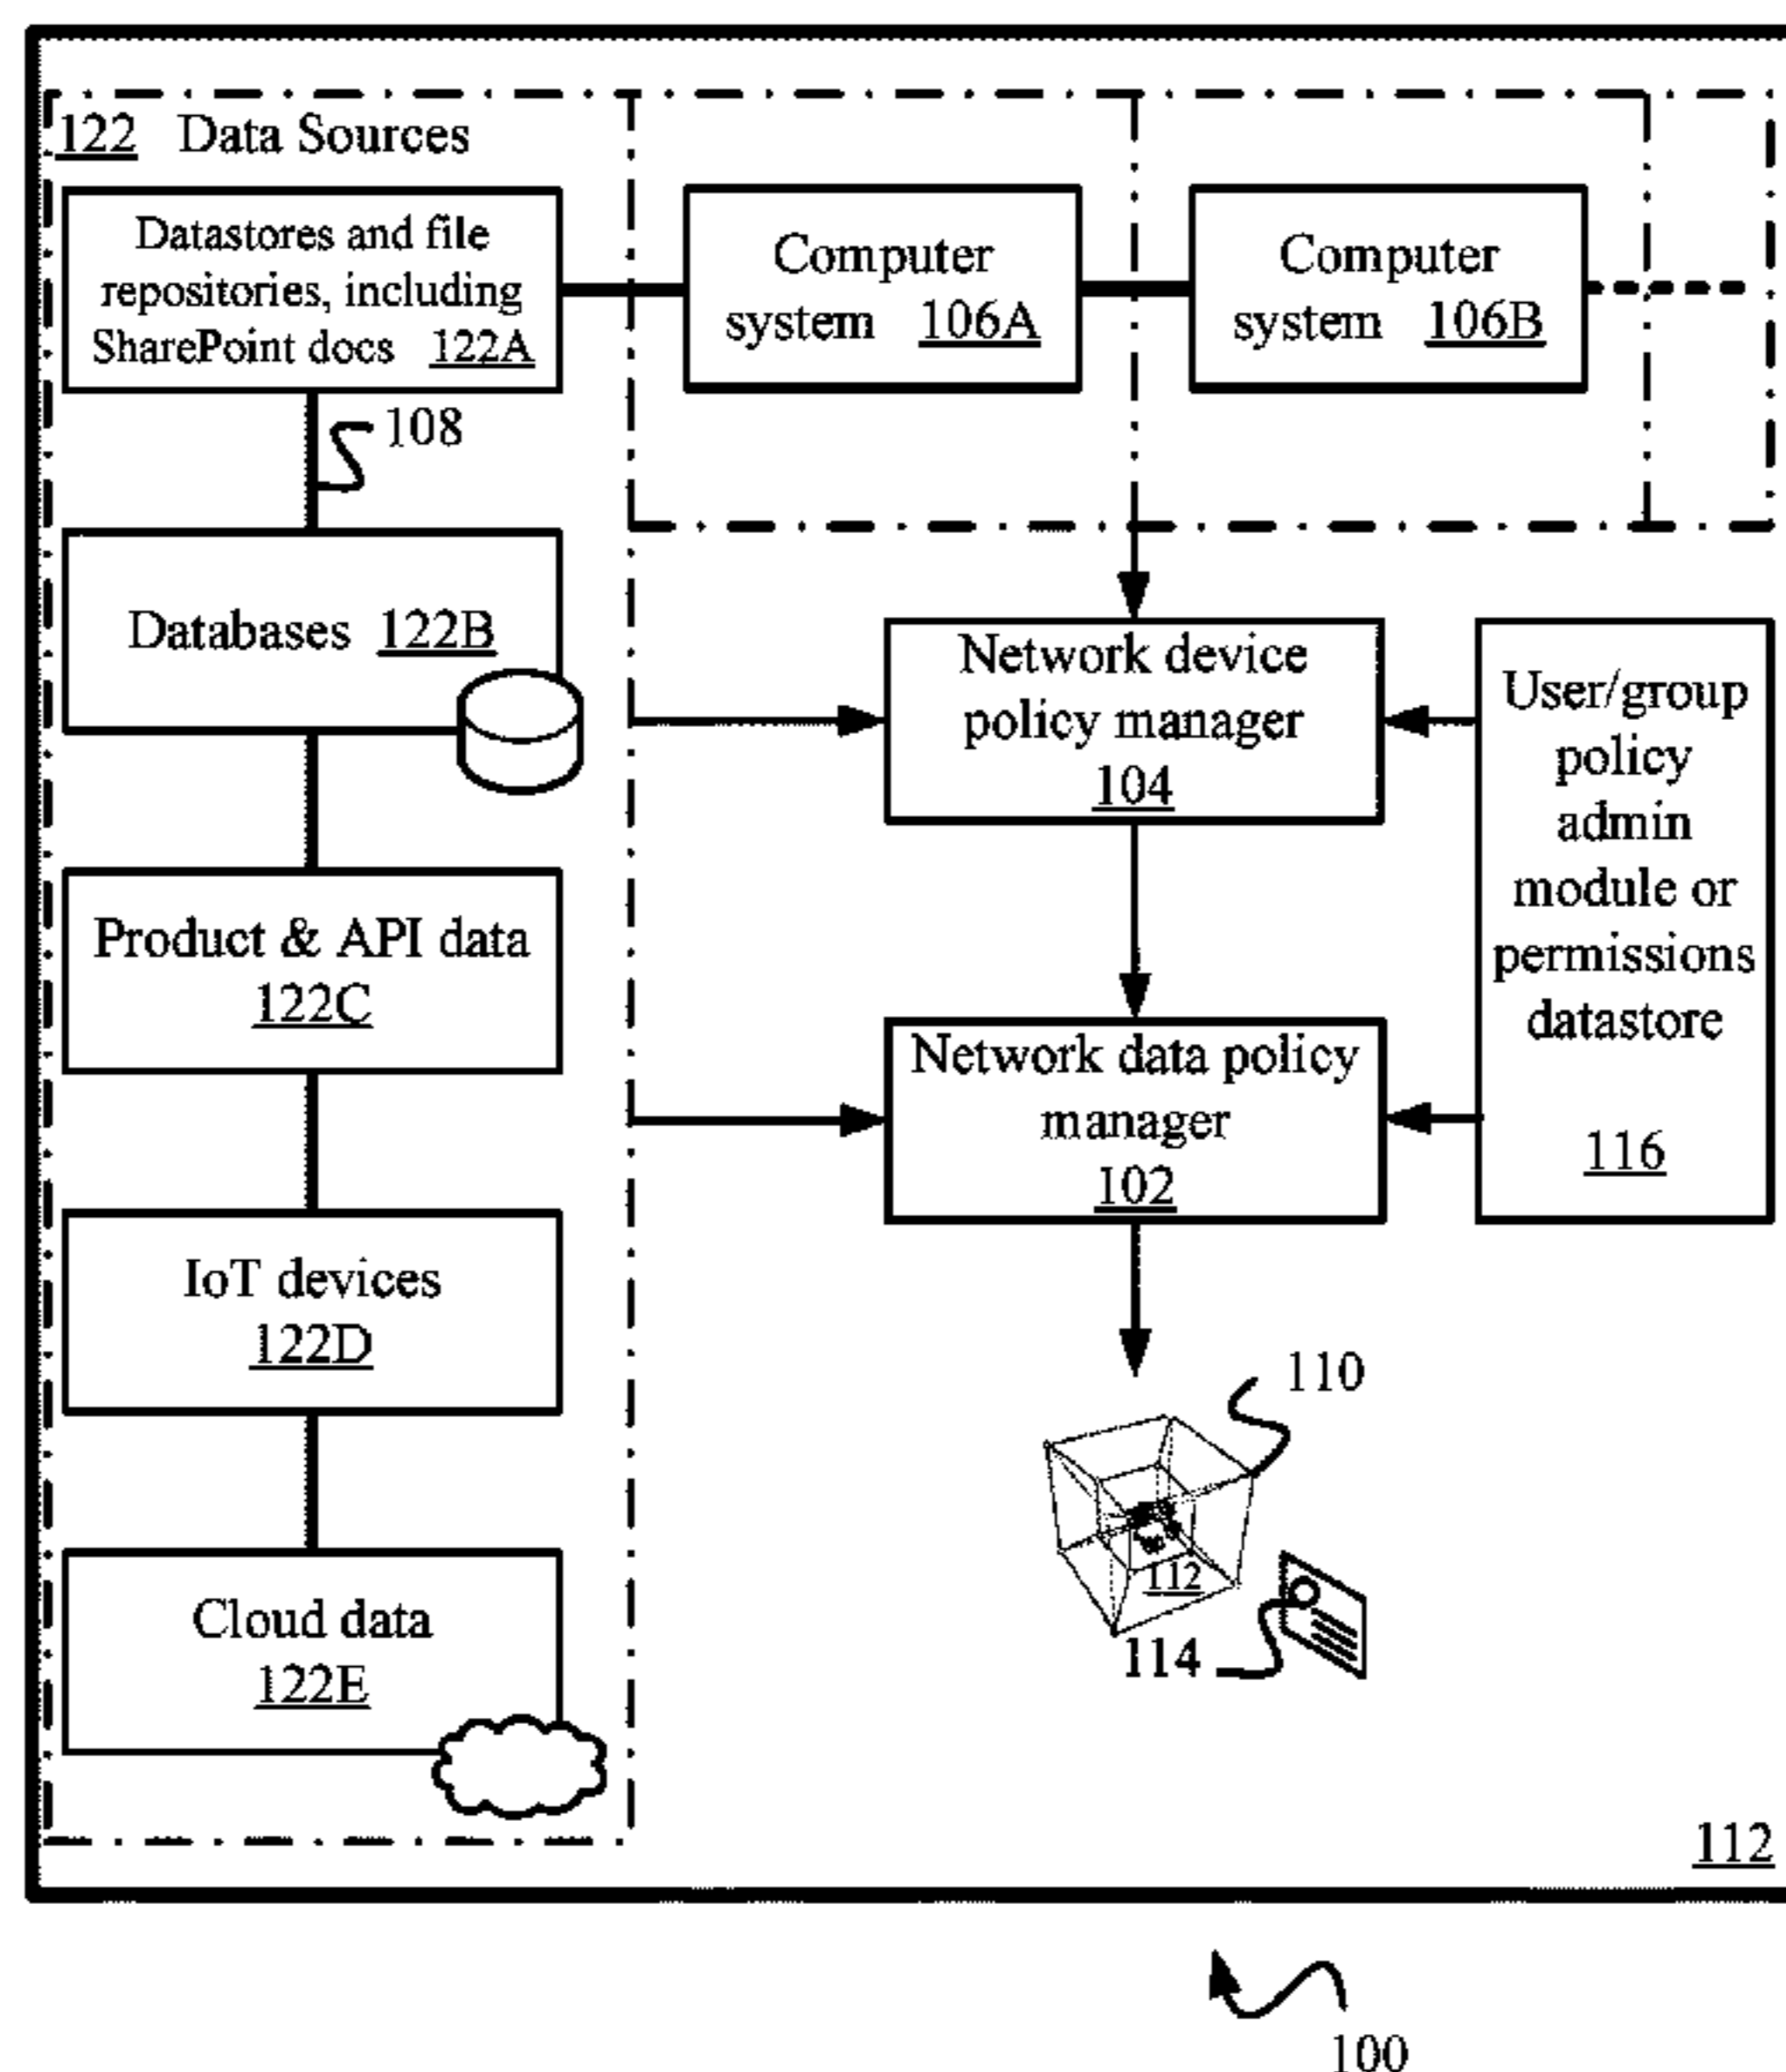 122 Data Sources
Datastores and file
repositories, including
SharePoint docs 122A
Computer
system 106A
Computer
system 106B
108
Databases 122B
Network device
policy manager
104
User/group
policy
admin
module or
permissions
datastore
116
Product & API data
122C
Network data policy
manager
102
IoT devices
122D
110
112
114
Cloud data
122E
112
100